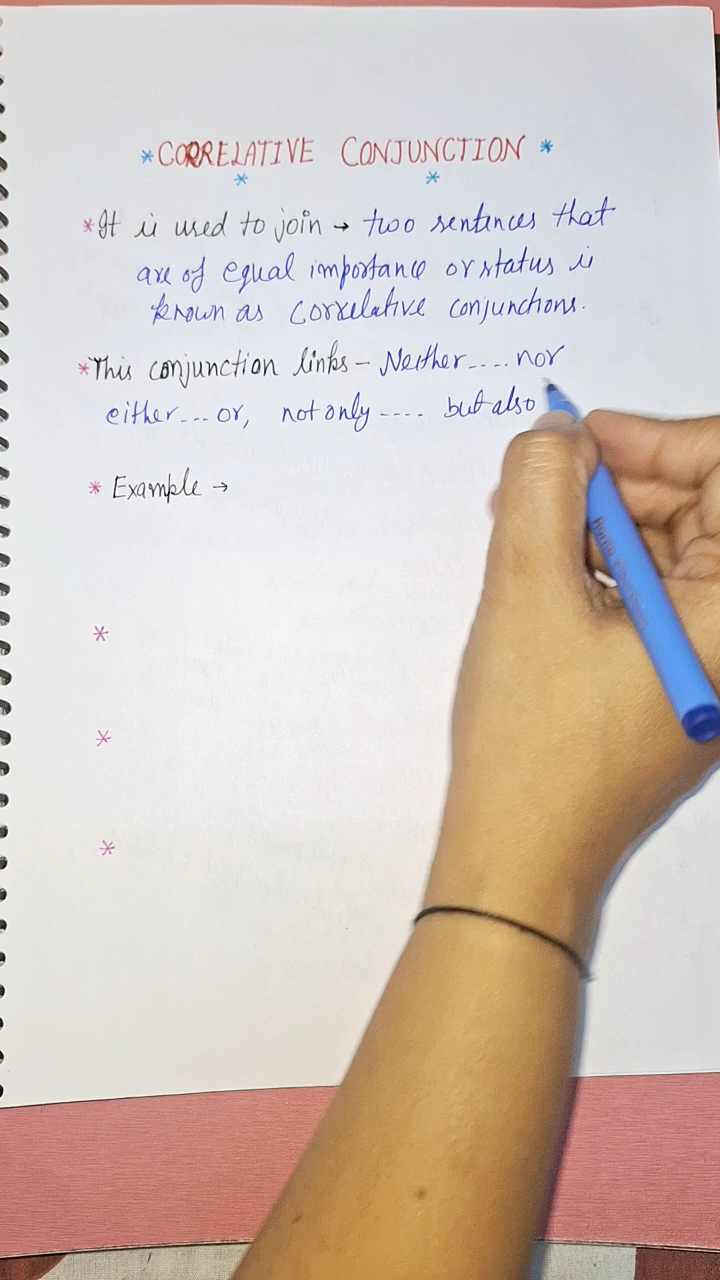 * CORRELATIVE CONJUNCTION *
* *
* It is used to join → two sentences that
are of equal importance or status is
known as correlative conjunctions.
* This conjunction links – Neither .... nor
either ... or, not only .... but also
* Example →
*
*
*